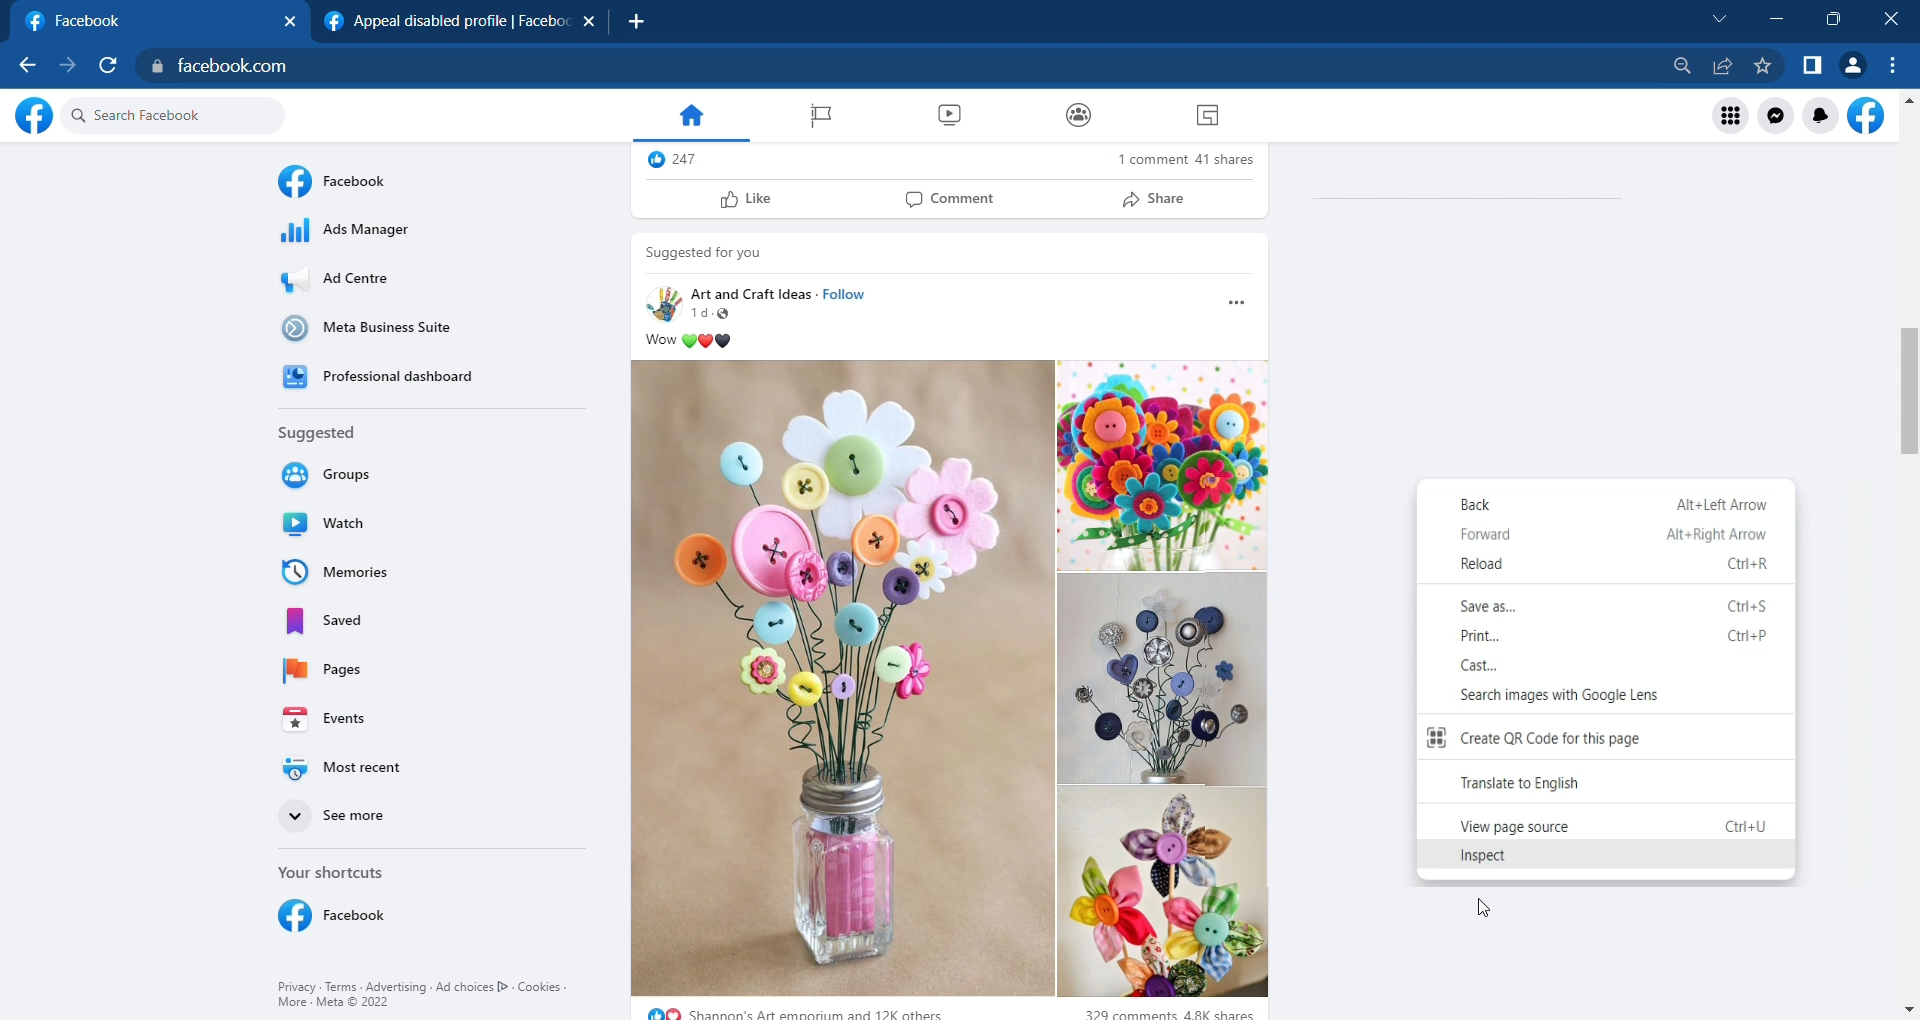 Facebook
Appeal disabled profile | Faceboo
facebook.com
Search Facebook
Facebook
Ads Manager
Ad Centre
Meta Business Suite
Professional dashboard
Suggested
Groups
Watch
Memories
Saved
Pages
Events
Most recent
See more
Your shortcuts
Facebook
Privacy · Terms · Advertising · Ad choices · Cookies ·
More · Meta © 2022
247 1 comment 41 shares
Like Comment Share
Suggested for you
Art and Craft Ideas · Follow
1 d ·
Wow 💚❤️🖤
Shannon's Art emporium and 12K others 329 comments 4.8K shares
Back Alt+Left Arrow
Forward Alt+Right Arrow
Reload Ctrl+R
Save as... Ctrl+S
Print... Ctrl+P
Cast...
Search images with Google Lens
Create QR Code for this page
Translate to English
View page source Ctrl+U
Inspect